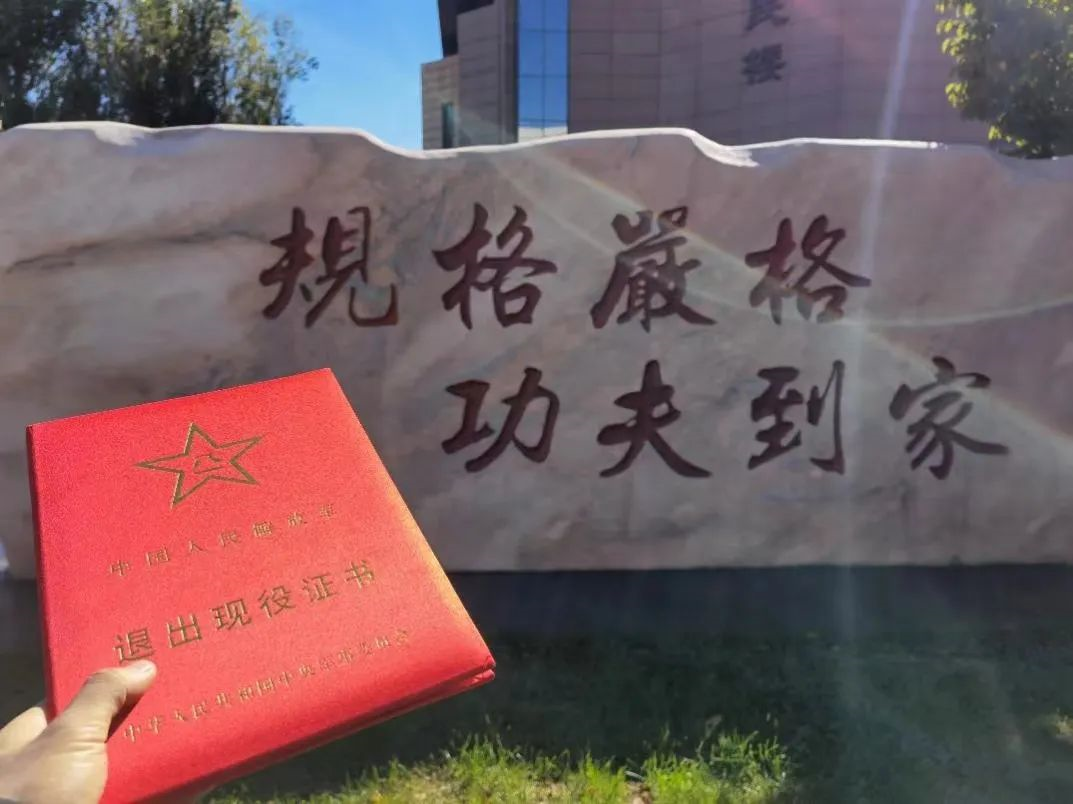 規格嚴格
功夫到家
中国人民解放军
退出现役证书
中华人民共和国中央军事委员会